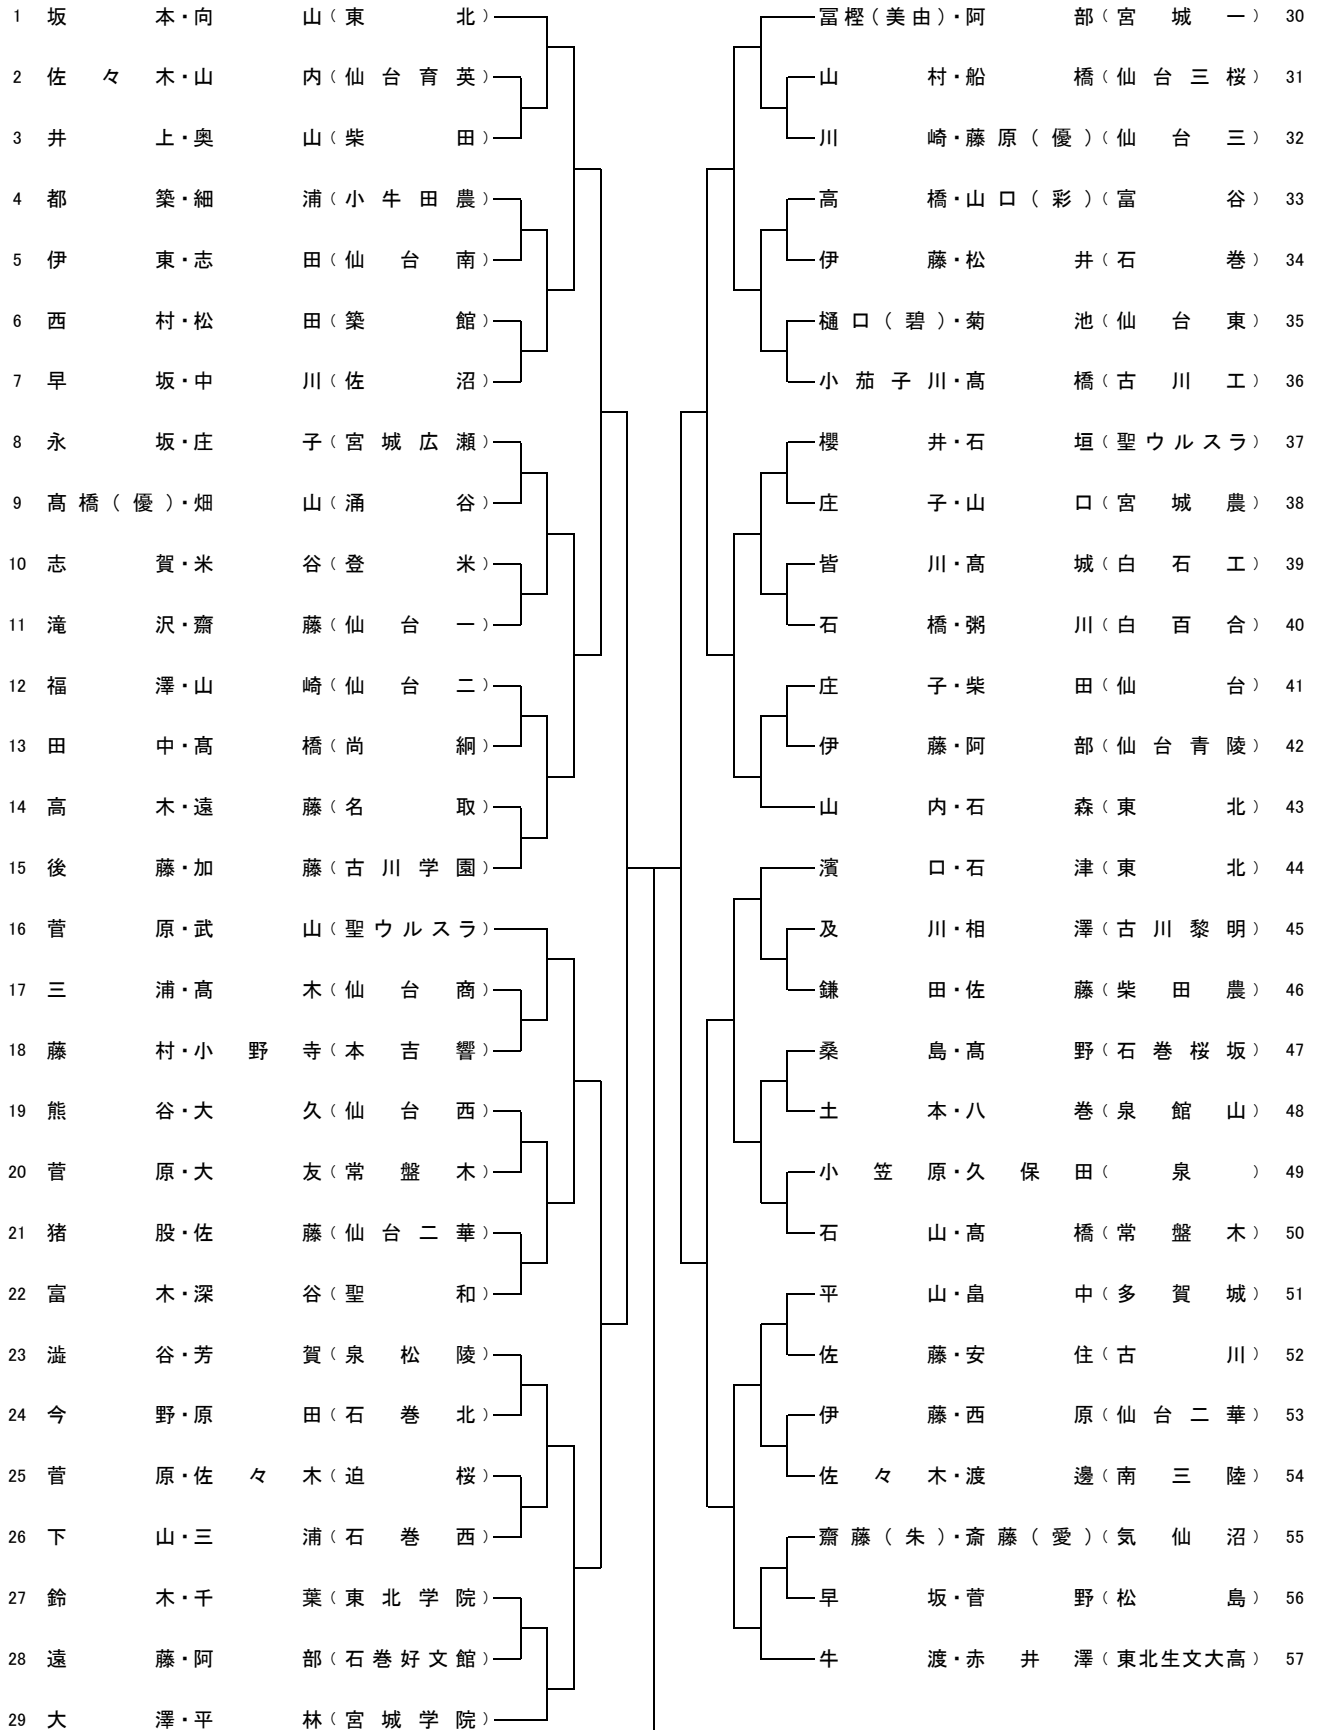 1 坂本・向山（東北）
2 佐々木・山内（仙台育英）
3 井上・奥山（柴田）
4 都築・細浦（小牛田農）
5 伊東・志田（仙台南）
6 西村・松田（築館）
7 早坂・中川（佐沼）
8 永坂・庄子（宮城広瀬）
9 髙橋（優）・畑山（涌谷）
10 志賀・米谷（登米）
11 滝沢・齋藤（仙台一）
12 福澤・山崎（仙台二）
13 田中・髙橋（尚絅）
14 高木・遠藤（名取）
15 後藤・加藤（古川学園）
16 菅原・武山（聖ウルスラ）
17 三浦・髙木（仙台商）
18 藤村・小野寺（本吉響）
19 熊谷・大久（仙台西）
20 菅原・大友（常盤木）
21 猪股・佐藤（仙台二華）
22 富木・深谷（聖和）
23 澁谷・芳賀（泉松陵）
24 今野・原田（石巻北）
25 菅原・佐々木（迫桜）
26 下山・三浦（石巻西）
27 鈴木・千葉（東北学院）
28 遠藤・阿部（石巻好文館）
29 大澤・平林（宮城学院）
冨樫（美由）・阿部（宮城一） 30
山村・船橋（仙台三桜） 31
川崎・藤原（優）（仙台三） 32
高橋・山口（彩）（富谷） 33
伊藤・松井（石巻） 34
樋口（碧）・菊池（仙台東） 35
小茄子川・髙橋（古川工） 36
櫻井・石垣（聖ウルスラ） 37
庄子・山口（宮城農） 38
皆川・髙城（白石工） 39
石橋・粥川（白百合） 40
庄子・柴田（仙台） 41
伊藤・阿部（仙台青陵） 42
山内・石森（東北） 43
濱口・石津（東北） 44
及川・相澤（古川黎明） 45
鎌田・佐藤（柴田農） 46
桑島・髙野（石巻桜坂） 47
土本・八巻（泉館山） 48
小笠原・久保田（泉） 49
石山・髙橋（常盤木） 50
平山・畠中（多賀城） 51
佐藤・安住（古川） 52
伊藤・西原（仙台二華） 53
佐々木・渡邊（南三陸） 54
齋藤（朱）・斎藤（愛）（気仙沼） 55
早坂・菅野（松島） 56
牛渡・赤井澤（東北生文大高） 57